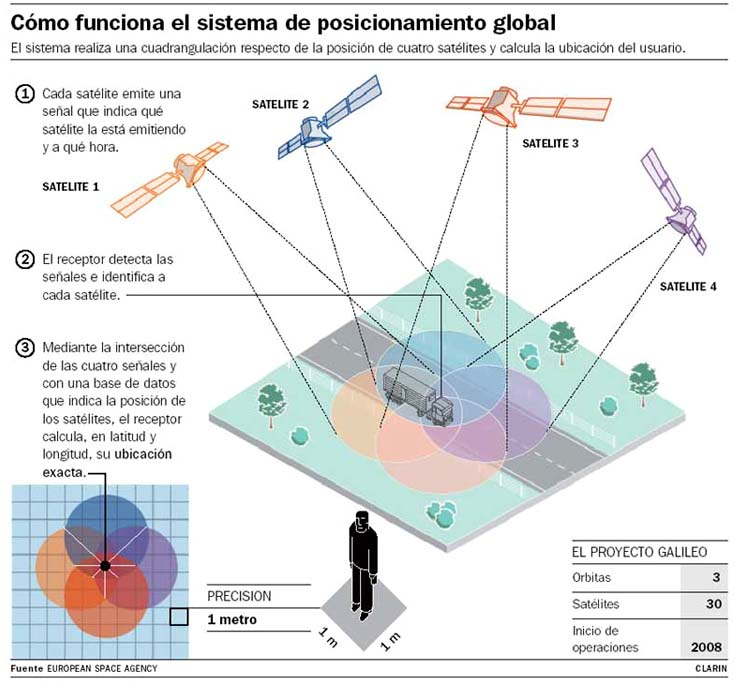 Cómo funciona el sistema de posicionamiento global
El sistema realiza una cuadrangulación respecto de la posición de cuatro satélites y calcula la ubicación del usuario.
1 Cada satélite emite una
señal que indica qué
satélite la está emitiendo
y a qué hora.
SATELITE 1
SATELITE 2
SATELITE 3
SATELITE 4
2 El receptor detecta las
señales e identifica a
cada satélite.
3 Mediante la intersección
de las cuatro señales y
con una base de datos
que indica la posición de
los satélites, el receptor
calcula, en latitud y
longitud, su ubicación
exacta.
PRECISION
1 metro
1 m
1 m
EL PROYECTO GALILEO
Orbitas 3
Satélites 30
Inicio de
operaciones 2008
Fuente EUROPEAN SPACE AGENCY
CLARIN